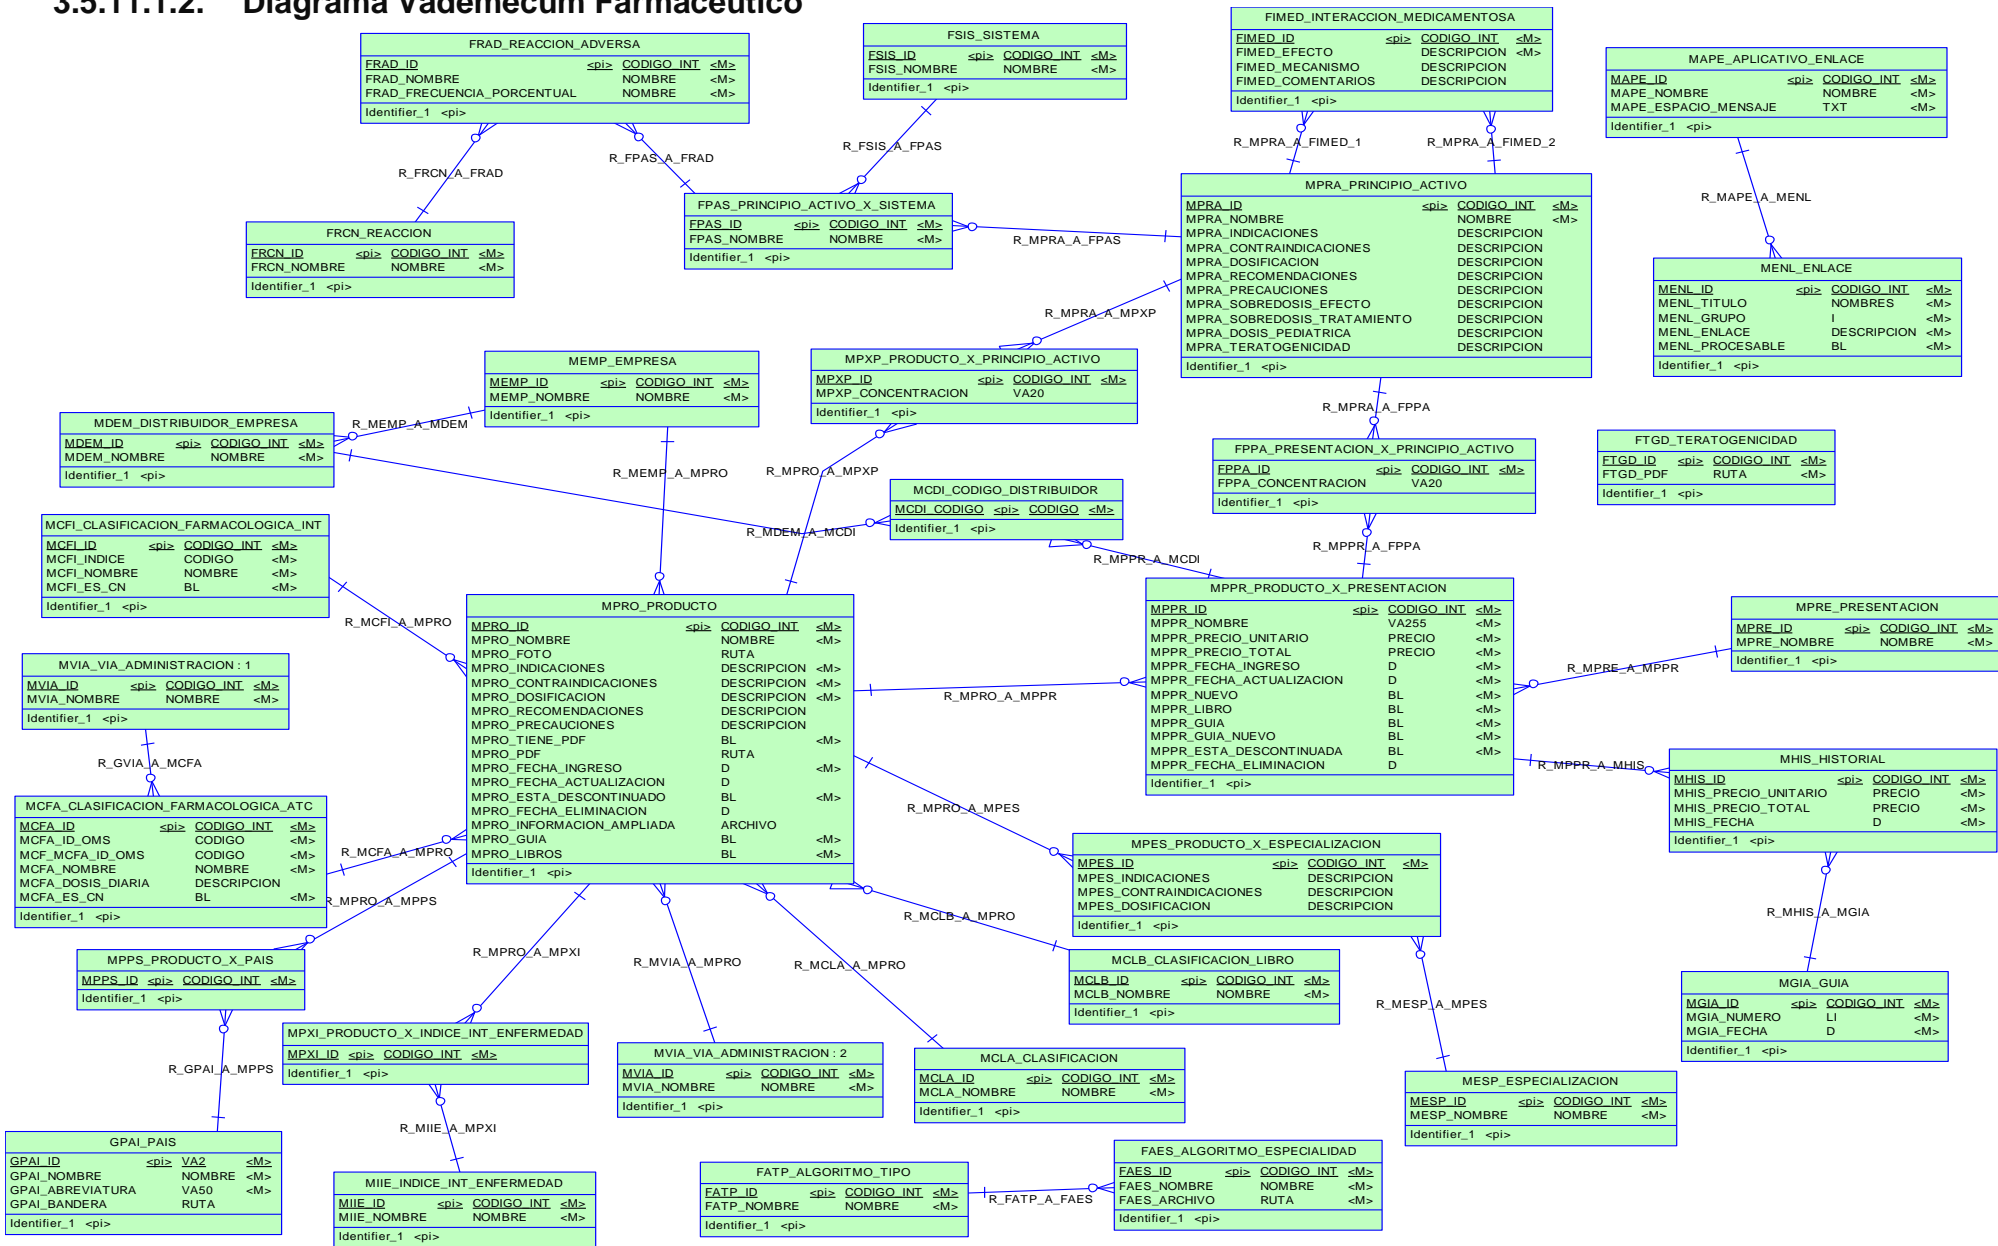 3.5.11.1.2. Diagrama Vademecum Farmaceutico
FRAD_REACCION_ADVERSA
FRAD_ID <pi> CODIGO_INT <M>
FRAD_NOMBRE NOMBRE <M>
FRAD_FRECUENCIA_PORCENTUAL NOMBRE <M>
Identifier_1 <pi>
FSIS_SISTEMA
FSIS_ID <pi> CODIGO_INT <M>
FSIS_NOMBRE NOMBRE <M>
Identifier_1 <pi>
FIMED_INTERACCION_MEDICAMENTOSA
FIMED_ID <pi> CODIGO_INT <M>
FIMED_EFECTO DESCRIPCION <M>
FIMED_MECANISMO DESCRIPCION
FIMED_COMENTARIOS DESCRIPCION
Identifier_1 <pi>
MAPE_APLICATIVO_ENLACE
MAPE_ID <pi> CODIGO_INT <M>
MAPE_NOMBRE NOMBRE <M>
MAPE_ESPACIO_MENSAJE TXT <M>
Identifier_1 <pi>
R_FRCN_A_FRAD
R_FPAS_A_FRAD
R_FSIS_A_FPAS
R_MPRA_A_FIMED_1
R_MPRA_A_FIMED_2
R_MAPE_A_MENL
FRCN_REACCION
FRCN_ID <pi> CODIGO_INT <M>
FRCN_NOMBRE NOMBRE <M>
Identifier_1 <pi>
FPAS_PRINCIPIO_ACTIVO_X_SISTEMA
FPAS_ID <pi> CODIGO_INT <M>
FPAS_NOMBRE NOMBRE <M>
Identifier_1 <pi>
R_MPRA_A_FPAS
MPRA_PRINCIPIO_ACTIVO
MPRA_ID <pi> CODIGO_INT <M>
MPRA_NOMBRE NOMBRE <M>
MPRA_INDICACIONES DESCRIPCION
MPRA_CONTRAINDICACIONES DESCRIPCION
MPRA_DOSIFICACION DESCRIPCION
MPRA_RECOMENDACIONES DESCRIPCION
MPRA_PRECAUCIONES DESCRIPCION
MPRA_SOBREDOSIS_EFECTO DESCRIPCION
MPRA_SOBREDOSIS_TRATAMIENTO DESCRIPCION
MPRA_DOSIS_PEDIATRICA DESCRIPCION
MPRA_TERATOGENICIDAD DESCRIPCION
Identifier_1 <pi>
MENL_ENLACE
MENL_ID <pi> CODIGO_INT <M>
MENL_TITULO NOMBRES <M>
MENL_GRUPO I <M>
MENL_ENLACE DESCRIPCION <M>
MENL_PROCESABLE BL <M>
Identifier_1 <pi>
R_MPRA_A_MPXP
MEMP_EMPRESA
MEMP_ID <pi> CODIGO_INT <M>
MEMP_NOMBRE NOMBRE <M>
Identifier_1 <pi>
MPXP_PRODUCTO_X_PRINCIPIO_ACTIVO
MPXP_ID <pi> CODIGO_INT <M>
MPXP_CONCENTRACION VA20
Identifier_1 <pi>
MDEM_DISTRIBUIDOR_EMPRESA
MDEM_ID <pi> CODIGO_INT <M>
MDEM_NOMBRE NOMBRE <M>
Identifier_1 <pi>
R_MEMP_A_MDEM
R_MEMP_A_MPRO
R_MPRO_A_MPXP
R_MPRA_A_FPPA
FPPA_PRESENTACION_X_PRINCIPIO_ACTIVO
FPPA_ID <pi> CODIGO_INT <M>
FPPA_CONCENTRACION VA20
Identifier_1 <pi>
FTGD_TERATOGENICIDAD
FTGD_ID <pi> CODIGO_INT <M>
FTGD_PDF RUTA <M>
Identifier_1 <pi>
MCDI_CODIGO_DISTRIBUIDOR
MCDI_CODIGO <pi> CODIGO <M>
Identifier_1 <pi>
R_MDEM_A_MCDI
R_MPPR_A_MCDI
R_MPPR_A_FPPA
MCFI_CLASIFICACION_FARMACOLOGICA_INT
MCFI_ID <pi> CODIGO_INT <M>
MCFI_INDICE CODIGO <M>
MCFI_NOMBRE NOMBRE <M>
MCFI_ES_CN BL <M>
Identifier_1 <pi>
R_MCFI_A_MPRO
MPRO_PRODUCTO
MPRO_ID <pi> CODIGO_INT <M>
MPRO_NOMBRE NOMBRE <M>
MPRO_FOTO RUTA
MPRO_INDICACIONES DESCRIPCION <M>
MPRO_CONTRAINDICACIONES DESCRIPCION <M>
MPRO_DOSIFICACION DESCRIPCION <M>
MPRO_RECOMENDACIONES DESCRIPCION
MPRO_PRECAUCIONES DESCRIPCION
MPRO_TIENE_PDF BL <M>
MPRO_PDF RUTA
MPRO_FECHA_INGRESO D <M>
MPRO_FECHA_ACTUALIZACION D
MPRO_ESTA_DESCONTINUADO BL <M>
MPRO_FECHA_ELIMINACION D
MPRO_INFORMACION_AMPLIADA ARCHIVO
MPRO_GUIA BL <M>
MPRO_LIBROS BL <M>
Identifier_1 <pi>
MPPR_PRODUCTO_X_PRESENTACION
MPPR_ID <pi> CODIGO_INT <M>
MPPR_NOMBRE VA255 <M>
MPPR_PRECIO_UNITARIO PRECIO <M>
MPPR_PRECIO_TOTAL PRECIO <M>
MPPR_FECHA_INGRESO D <M>
MPPR_FECHA_ACTUALIZACION D <M>
MPPR_NUEVO BL <M>
MPPR_LIBRO BL <M>
MPPR_GUIA BL <M>
MPPR_GUIA_NUEVO BL <M>
MPPR_ESTA_DESCONTINUADA BL <M>
MPPR_FECHA_ELIMINACION D
Identifier_1 <pi>
MPRE_PRESENTACION
MPRE_ID <pi> CODIGO_INT <M>
MPRE_NOMBRE NOMBRE <M>
Identifier_1 <pi>
R_MPRE_A_MPPR
R_MPRO_A_MPPR
MVIA_VIA_ADMINISTRACION : 1
MVIA_ID <pi> CODIGO_INT <M>
MVIA_NOMBRE NOMBRE <M>
Identifier_1 <pi>
R_GVIA_A_MCFA
R_MPPR_A_MHIS
MHIS_HISTORIAL
MHIS_ID <pi> CODIGO_INT <M>
MHIS_PRECIO_UNITARIO PRECIO <M>
MHIS_PRECIO_TOTAL PRECIO <M>
MHIS_FECHA D <M>
Identifier_1 <pi>
MCFA_CLASIFICACION_FARMACOLOGICA_ATC
MCFA_ID <pi> CODIGO_INT <M>
MCFA_ID_OMS CODIGO <M>
MCF_MCFA_ID_OMS CODIGO <M>
MCFA_NOMBRE NOMBRE <M>
MCFA_DOSIS_DIARIA DESCRIPCION
MCFA_ES_CN BL <M>
Identifier_1 <pi>
R_MCFA_A_MPRO
R_MPRO_A_MPPS
R_MPRO_A_MPES
MPES_PRODUCTO_X_ESPECIALIZACION
MPES_ID <pi> CODIGO_INT <M>
MPES_INDICACIONES DESCRIPCION
MPES_CONTRAINDICACIONES DESCRIPCION
MPES_DOSIFICACION DESCRIPCION
Identifier_1 <pi>
R_MCLB_A_MPRO
R_MHIS_A_MGIA
MPPS_PRODUCTO_X_PAIS
MPPS_ID <pi> CODIGO_INT <M>
Identifier_1 <pi>
R_MPRO_A_MPXI
R_MVIA_A_MPRO
R_MCLA_A_MPRO
MCLB_CLASIFICACION_LIBRO
MCLB_ID <pi> CODIGO_INT <M>
MCLB_NOMBRE NOMBRE <M>
Identifier_1 <pi>
R_MESP_A_MPES
MGIA_GUIA
MGIA_ID <pi> CODIGO_INT <M>
MGIA_NUMERO LI <M>
MGIA_FECHA D <M>
Identifier_1 <pi>
R_GPAI_A_MPPS
MPXI_PRODUCTO_X_INDICE_INT_ENFERMEDAD
MPXI_ID <pi> CODIGO_INT <M>
Identifier_1 <pi>
MVIA_VIA_ADMINISTRACION : 2
MVIA_ID <pi> CODIGO_INT <M>
MVIA_NOMBRE NOMBRE <M>
Identifier_1 <pi>
MCLA_CLASIFICACION
MCLA_ID <pi> CODIGO_INT <M>
MCLA_NOMBRE NOMBRE <M>
Identifier_1 <pi>
MESP_ESPECIALIZACION
MESP_ID <pi> CODIGO_INT <M>
MESP_NOMBRE NOMBRE <M>
Identifier_1 <pi>
R_MIIE_A_MPXI
GPAI_PAIS
GPAI_ID <pi> VA2 <M>
GPAI_NOMBRE NOMBRE <M>
GPAI_ABREVIATURA VA50 <M>
GPAI_BANDERA RUTA
Identifier_1 <pi>
MIIE_INDICE_INT_ENFERMEDAD
MIIE_ID <pi> CODIGO_INT <M>
MIIE_NOMBRE NOMBRE <M>
Identifier_1 <pi>
FATP_ALGORITMO_TIPO
FATP_ID <pi> CODIGO_INT <M>
FATP_NOMBRE NOMBRE <M>
Identifier_1 <pi>
R_FATP_A_FAES
FAES_ALGORITMO_ESPECIALIDAD
FAES_ID <pi> CODIGO_INT <M>
FAES_NOMBRE NOMBRE <M>
FAES_ARCHIVO RUTA <M>
Identifier_1 <pi>